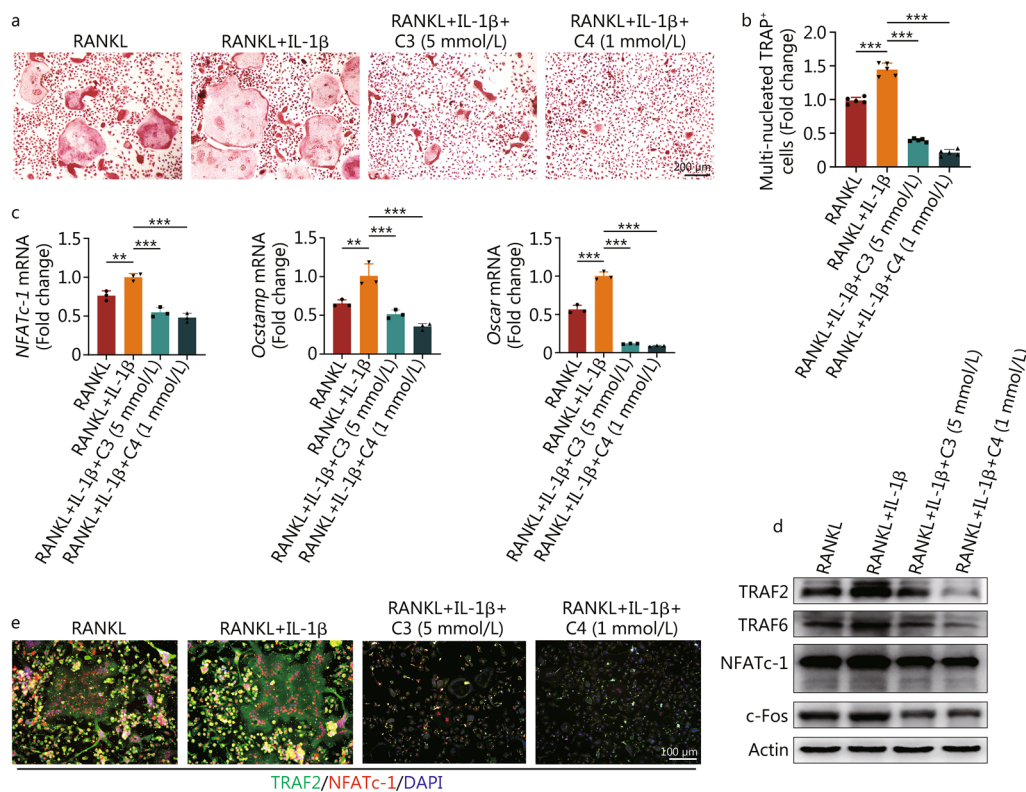 a
RANKL
RANKL+IL-1β
RANKL+IL-1β+
C3 (5 mmol/L)
RANKL+IL-1β+
C4 (1 mmol/L)
200 μm
b
Multi-nucleated TRAP⁺
cells (Fold change)
2.0
1.5
1.0
0.5
0
***
***
***
RANKL
RANKL+IL-1β
RANKL+IL-1β+C3 (5 mmol/L)
RANKL+IL-1β+C4 (1 mmol/L)
c
NFATc-1 mRNA
(Fold change)
1.5
1.0
0.5
0
***
***
**
RANKL
RANKL+IL-1β
RANKL+IL-1β+C3 (5 mmol/L)
RANKL+IL-1β+C4 (1 mmol/L)
Ocstamp mRNA
(Fold change)
1.5
1.0
0.5
0
***
***
**
RANKL
RANKL+IL-1β
RANKL+IL-1β+C3 (5 mmol/L)
RANKL+IL-1β+C4 (1 mmol/L)
Oscar mRNA
(Fold change)
1.5
1.0
0.5
0
***
***
***
RANKL
RANKL+IL-1β
RANKL+IL-1β+C3 (5 mmol/L)
RANKL+IL-1β+C4 (1 mmol/L)
d
RANKL
RANKL+IL-1β
RANKL+IL-1β+C3 (5 mmol/L)
RANKL+IL-1β+C4 (1 mmol/L)
TRAF2
TRAF6
NFATc-1
c-Fos
Actin
e
RANKL
RANKL+IL-1β
RANKL+IL-1β+
C3 (5 mmol/L)
RANKL+IL-1β+
C4 (1 mmol/L)
100 μm
TRAF2/NFATc-1/DAPI